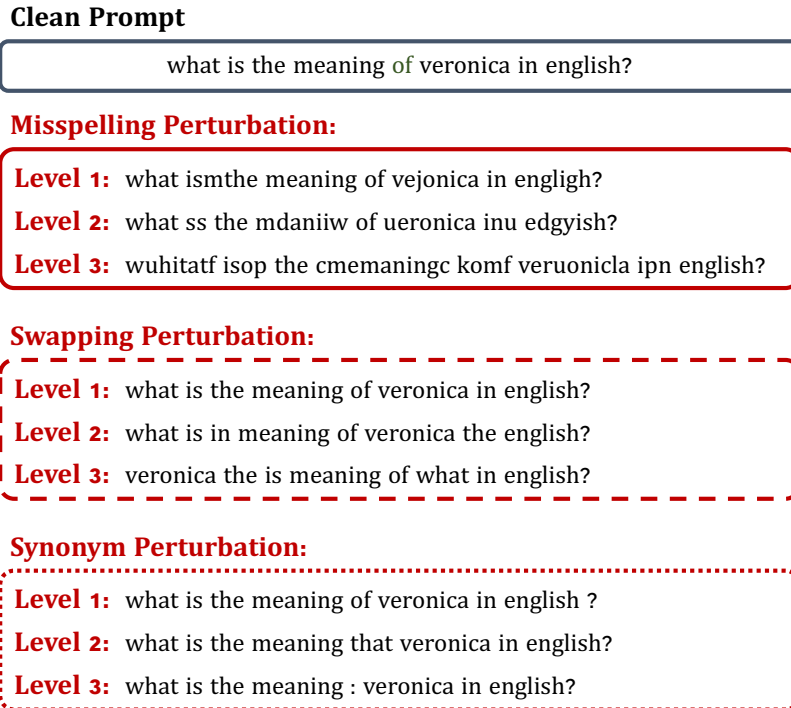 Clean Prompt
what is the meaning of veronica in english?
Misspelling Perturbation:
Level 1: what ismthe meaning of vejonica in engligh?
Level 2: what ss the mdaniiw of ueronica inu edgyish?
Level 3: wuhitatf isop the cmemaningc komf veruonicla ipn english?
Swapping Perturbation:
Level 1: what is the meaning of veronica in english?
Level 2: what is in meaning of veronica the english?
Level 3: veronica the is meaning of what in english?
Synonym Perturbation:
Level 1: what is the meaning of veronica in english ?
Level 2: what is the meaning that veronica in english?
Level 3: what is the meaning : veronica in english?